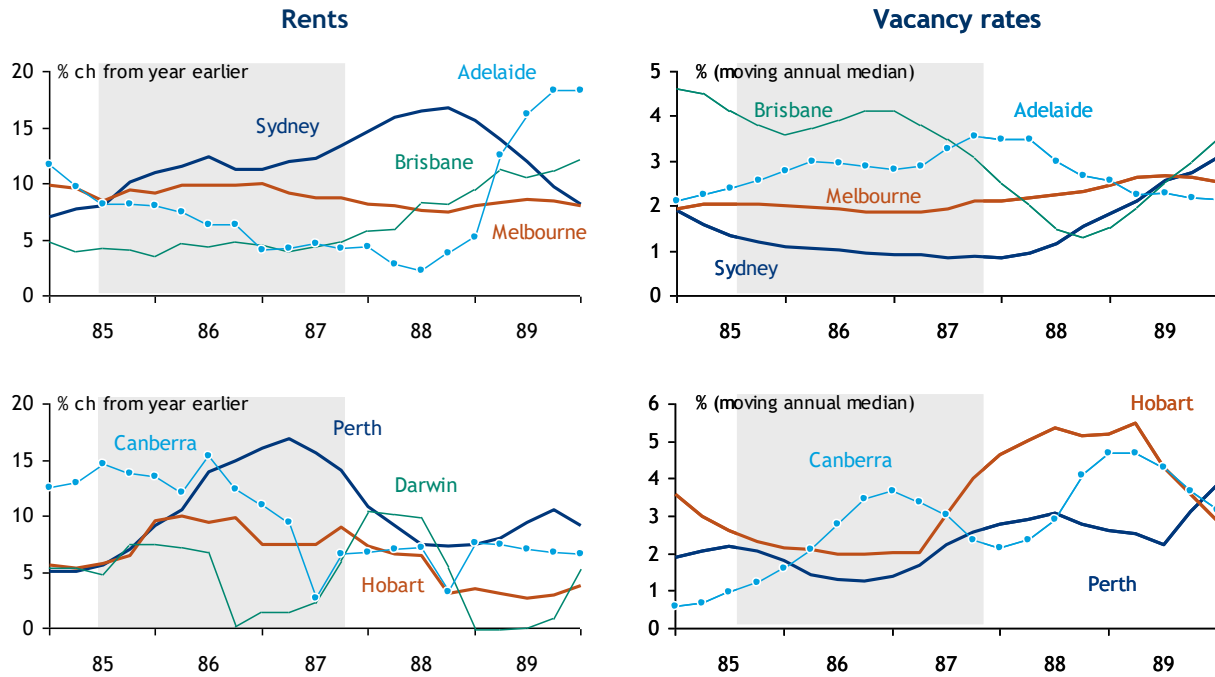 Rents
Vacancy rates
20
% ch from year earlier
Adelaide
15
Sydney
Brisbane
10
Melbourne
5
0
85 86 87 88 89
5
% (moving annual median)
Brisbane
Adelaide
4
3
Melbourne
2
1
Sydney
0
85 86 87 88 89
20
% ch from year earlier
Perth
Canberra
15
Darwin
10
5
Hobart
0
85 86 87 88 89
6
% (moving annual median)
Hobart
5
Canberra
4
3
2
Perth
1
0
85 86 87 88 89